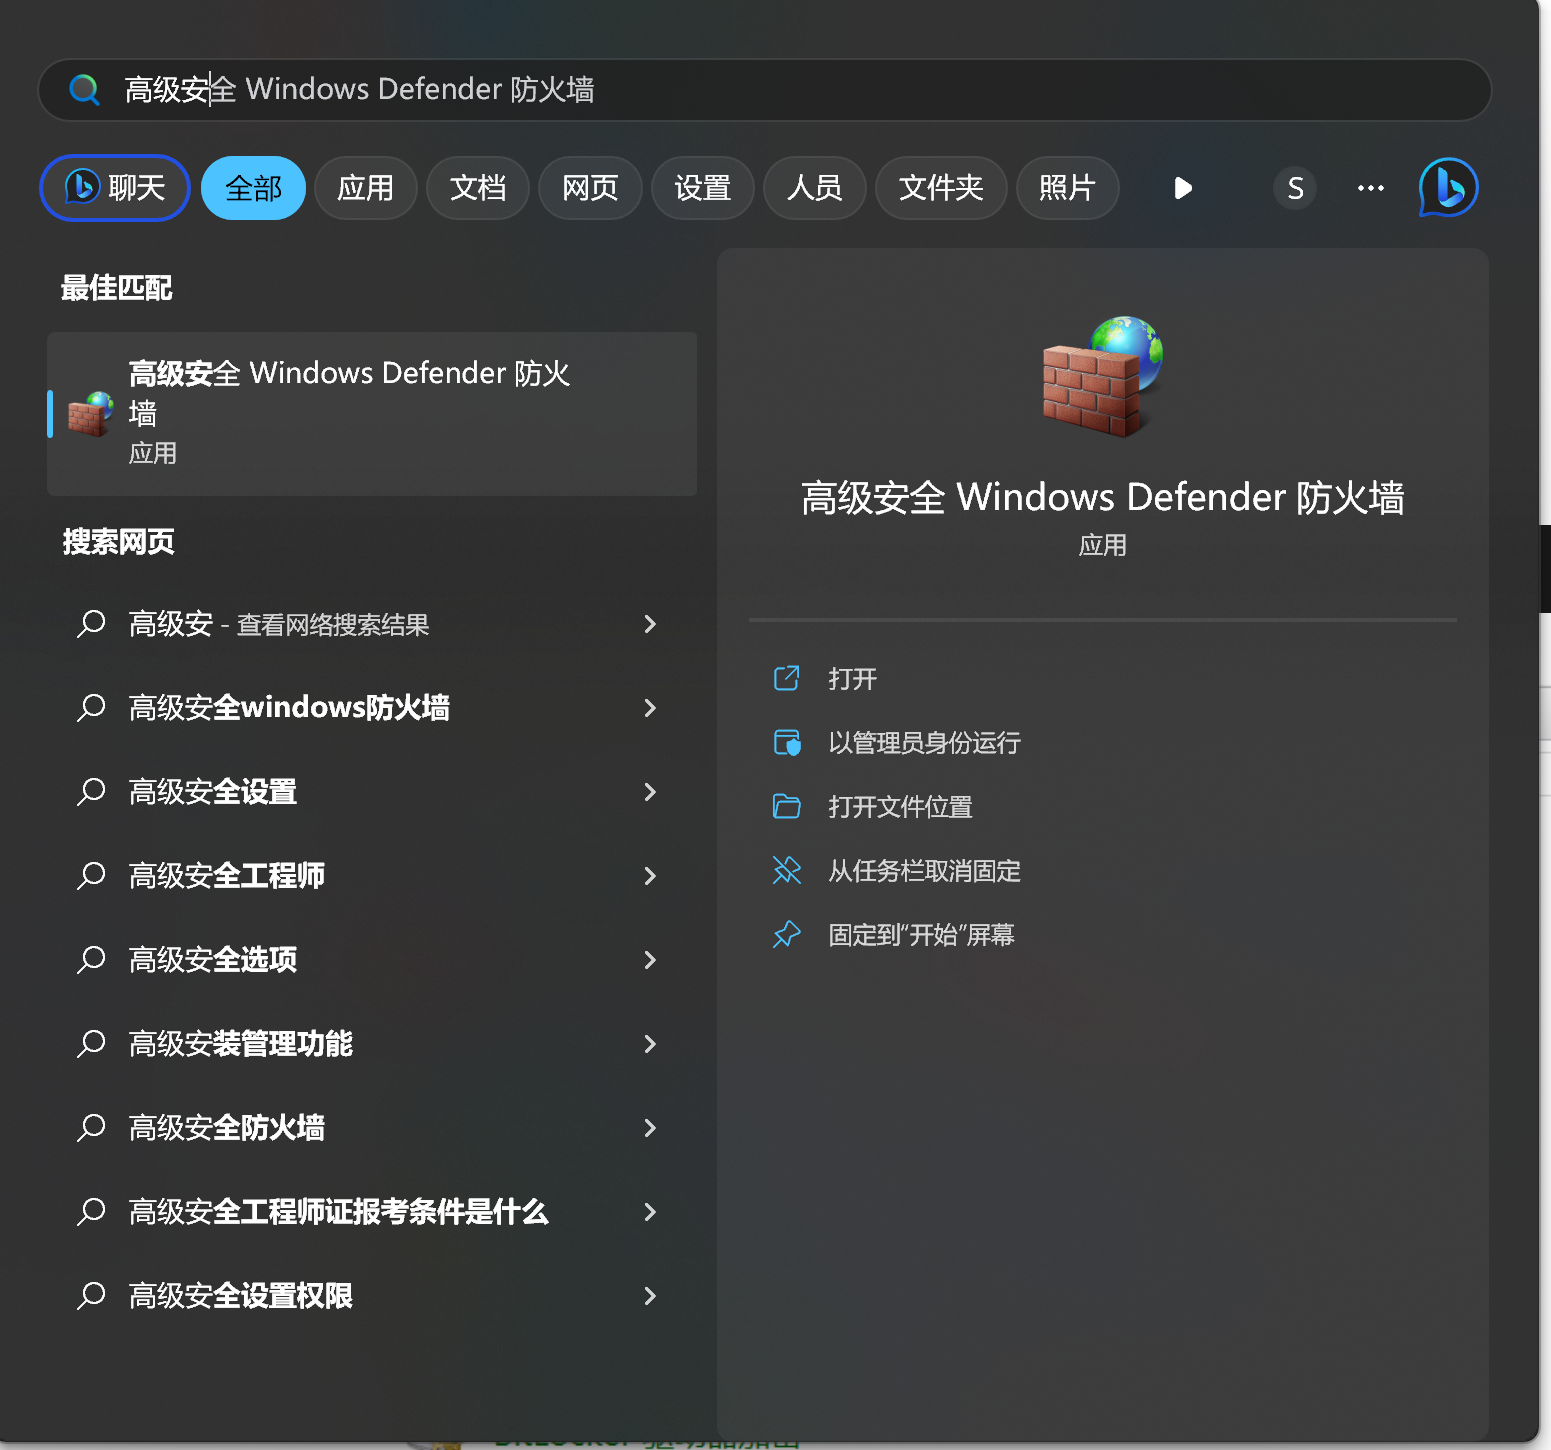 高级安全 Windows Defender 防火墙
聊天
全部
应用
文档
网页
设置
人员
文件夹
照片
S
最佳匹配
高级安全 Windows Defender 防火
墙
应用
搜索网页
高级安 - 查看网络搜索结果
高级安全windows防火墙
高级安全设置
高级安全工程师
高级安全选项
高级安装管理功能
高级安全防火墙
高级安全工程师证报考条件是什么
高级安全设置权限
高级安全 Windows Defender 防火墙
应用
打开
以管理员身份运行
打开文件位置
从任务栏取消固定
固定到“开始”屏幕